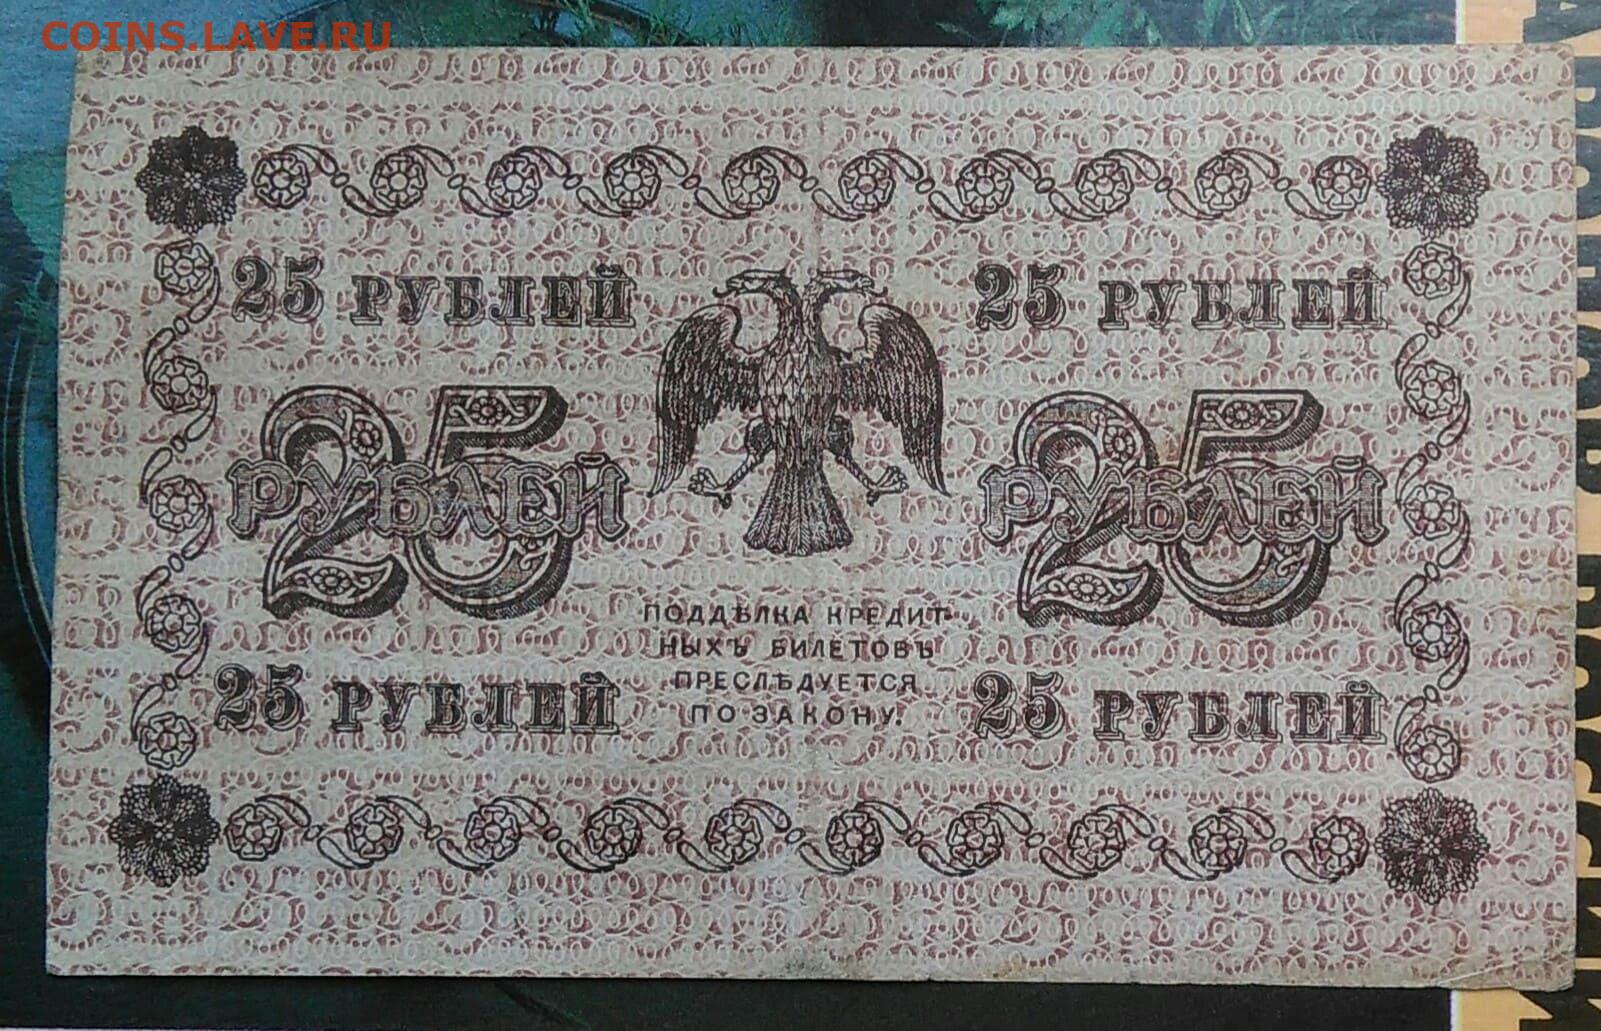 COINS.LAVE.RU
25 РУБЛЕЙ 25 РУБЛЕЙ
25 25
РУБЛЕЙ РУБЛЕЙ
ПОДДѢЛКА КРЕДИТ-
НЫХЪ БИЛЕТОВЪ
ПРЕСЛѢДУЕТСЯ
ПО ЗАКОНУ.
25 РУБЛЕЙ 25 РУБЛЕЙ